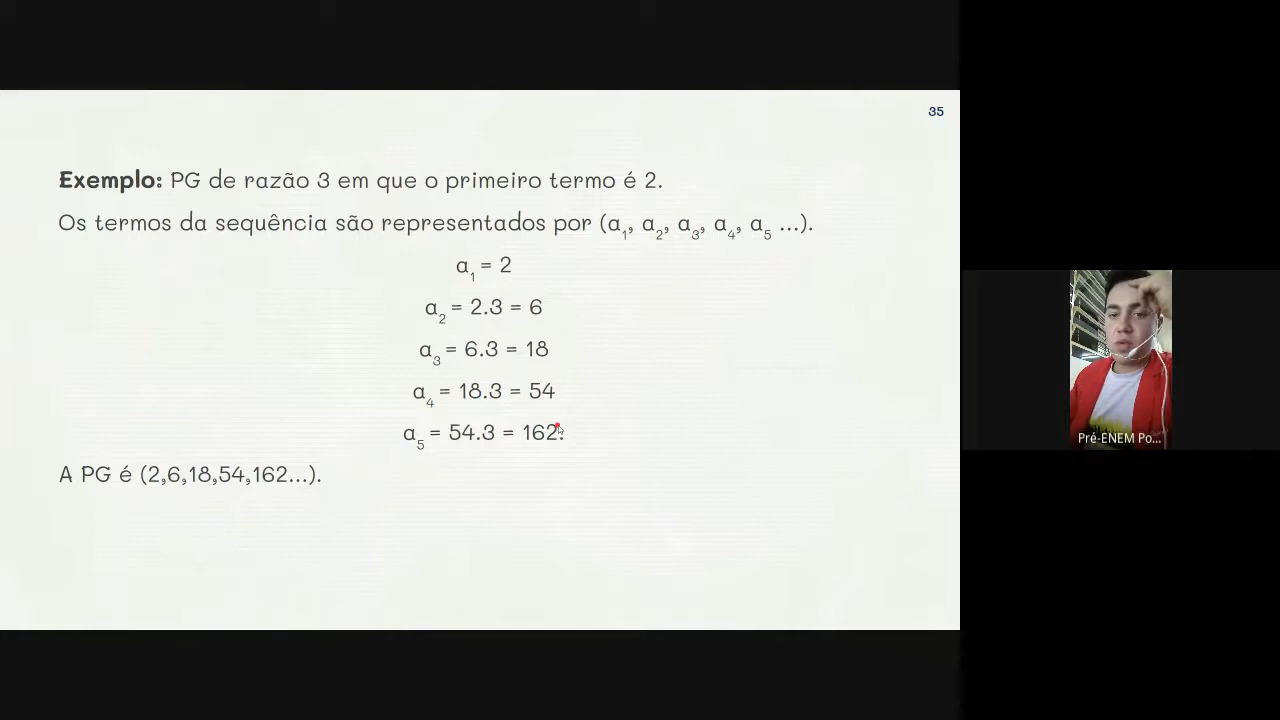 35
Exemplo: PG de razão 3 em que o primeiro termo é 2.
Os termos da sequência são representados por (a₁, a₂, a₃, a₄, a₅ ...).
a₁ = 2
a₂ = 2.3 = 6
a₃ = 6.3 = 18
a₄ = 18.3 = 54
a₅ = 54.3 = 162.
A PG é (2,6,18,54,162...).
Pré-ENEM Po...